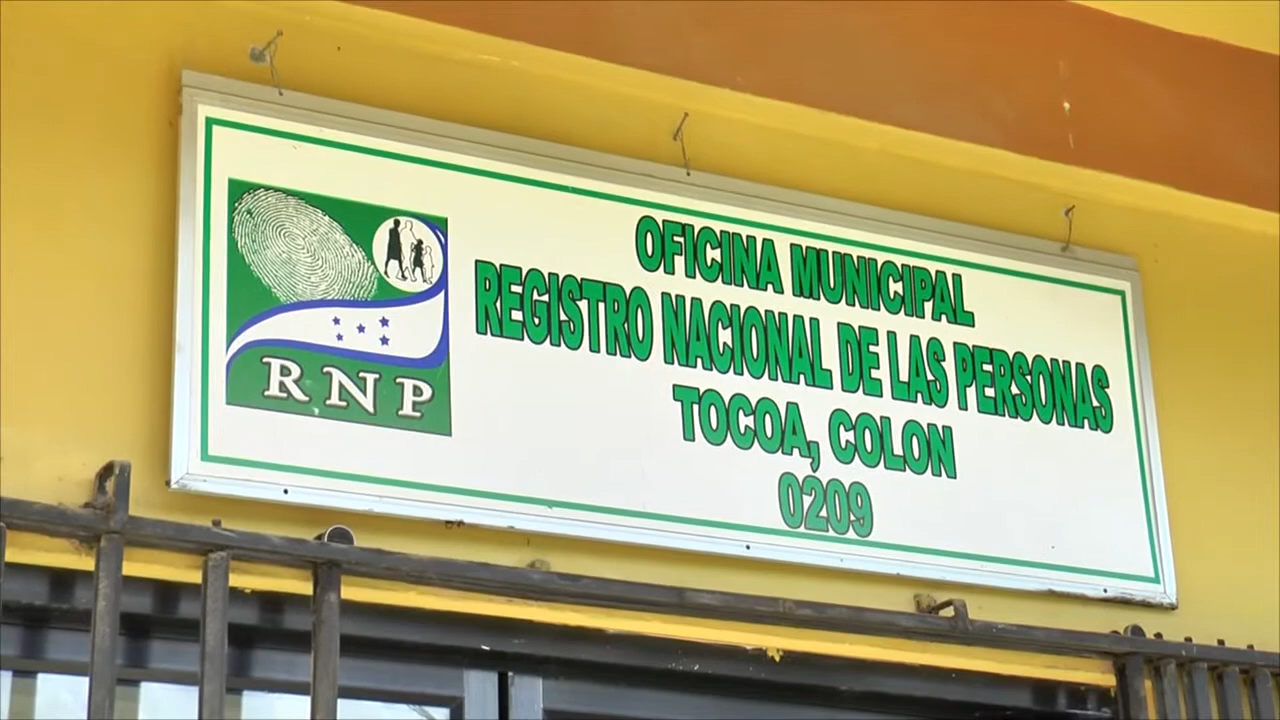 RNP
OFICINA MUNICIPAL
REGISTRO NACIONAL DE LAS PERSONAS
TOCOA, COLON
0209